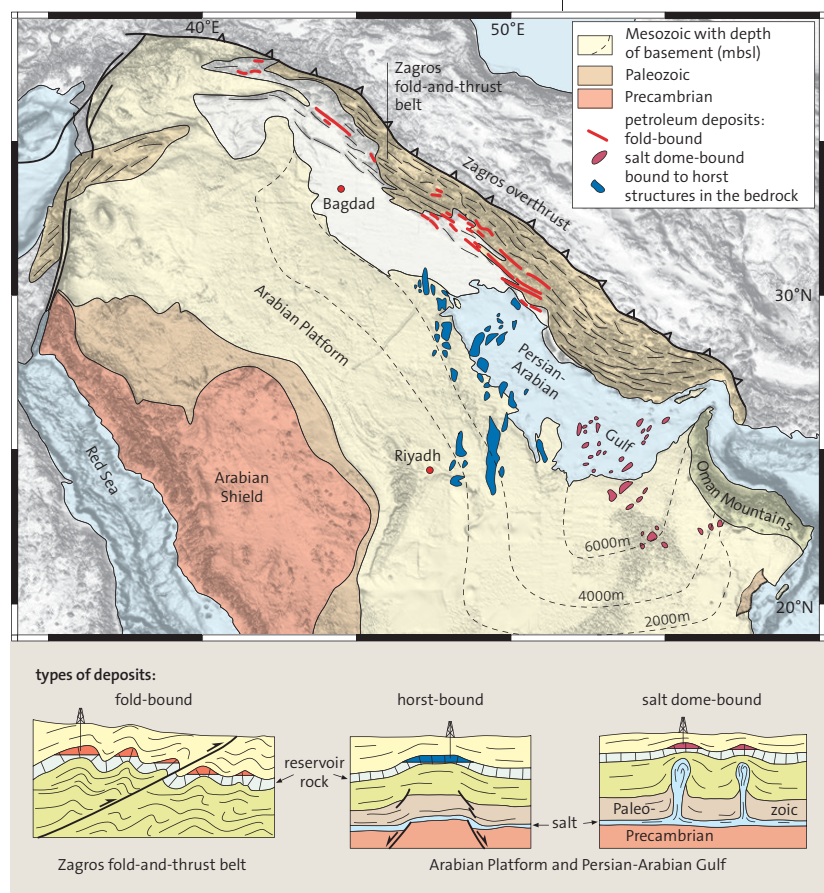 40°E
50°E
Mesozoic with depth
of basement (mbsl)
Paleozoic
Precambrian
petroleum deposits:
fold-bound
salt dome-bound
bound to horst
structures in the bedrock
Zagros
fold-and-thrust
belt
Zagros overthrust
Bagdad
30°N
Arabian Platform
Persian-
Arabian
Gulf
Riyadh
Red Sea
Arabian
Shield
Oman Mountains
6000m
4000m
2000m
20°N
types of deposits:
fold-bound
horst-bound
salt dome-bound
reservoir
rock
salt
Paleo-
zoic
Precambrian
Zagros fold-and-thrust belt
Arabian Platform and Persian-Arabian Gulf